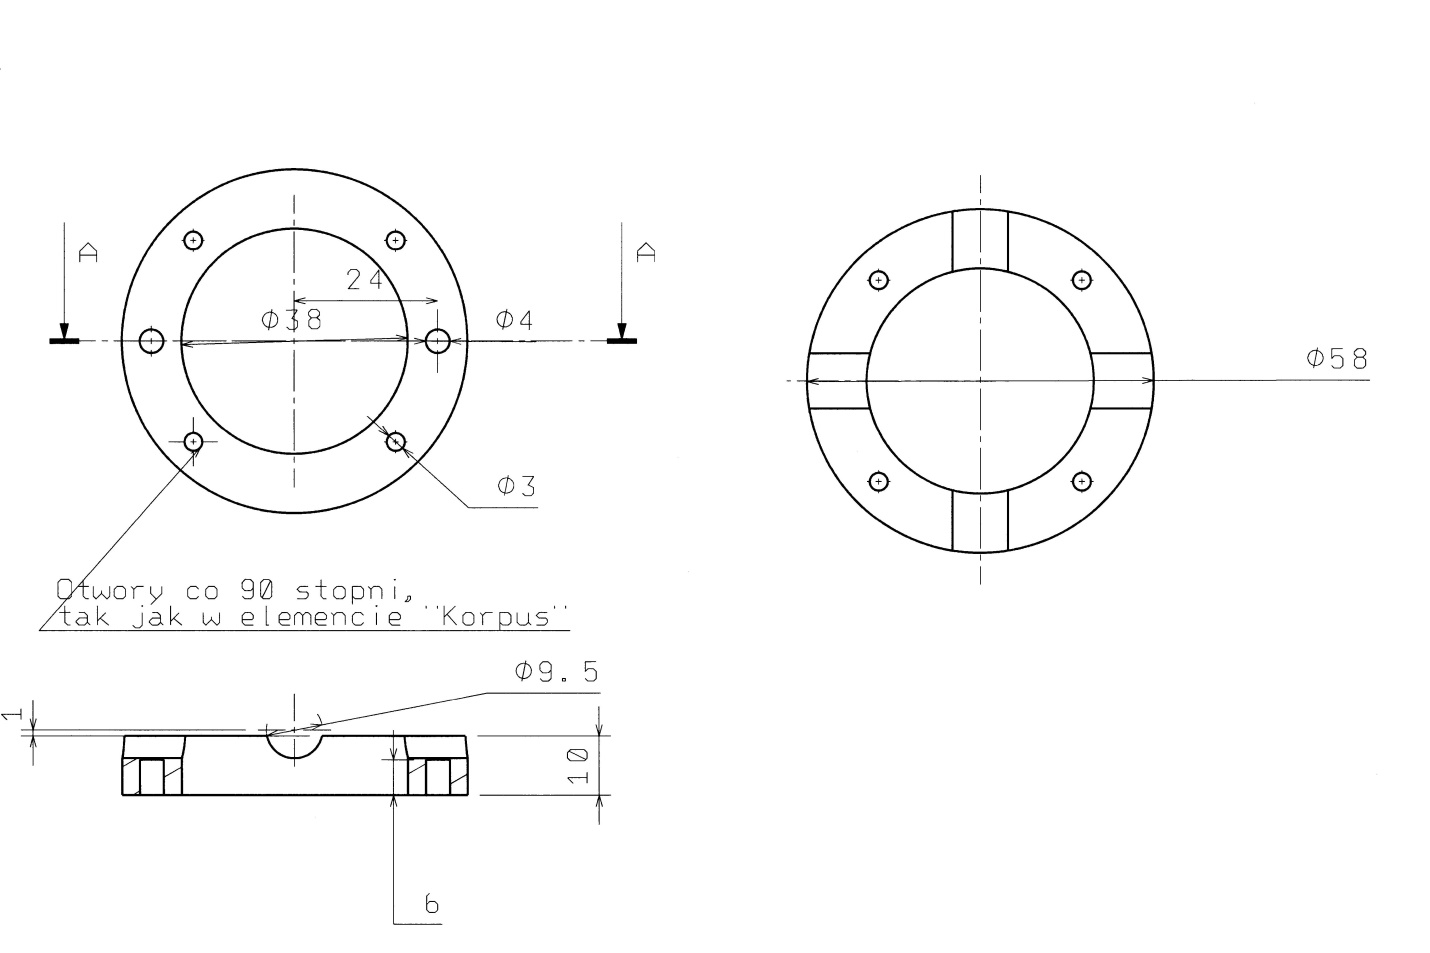 A
A
24
Ø38
Ø4
Ø58
Ø3
Otwory co 90 stopni,
tak jak w elemencie "Korpus"
Ø9.5
1
10
6